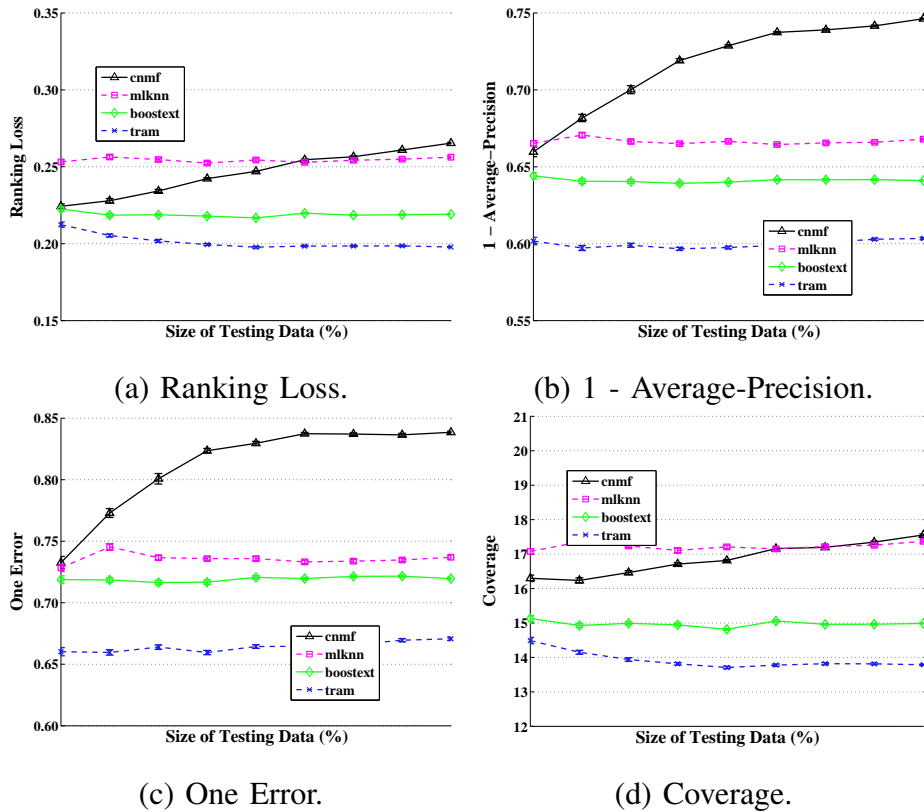 0.35
0.30
0.25
0.20
0.15
Ranking Loss
cnmf
mlknn
boostext
tram
Size of Testing Data (%)
(a) Ranking Loss.
0.75
0.70
0.65
0.60
0.55
1 − Average−Precision
cnmf
mlknn
boostext
tram
Size of Testing Data (%)
(b) 1 - Average-Precision.
0.85
0.80
0.75
0.70
0.65
0.60
One Error
cnmf
mlknn
boostext
tram
Size of Testing Data (%)
(c) One Error.
21
20
19
18
17
16
15
14
13
12
Coverage
cnmf
mlknn
boostext
tram
Size of Testing Data (%)
(d) Coverage.